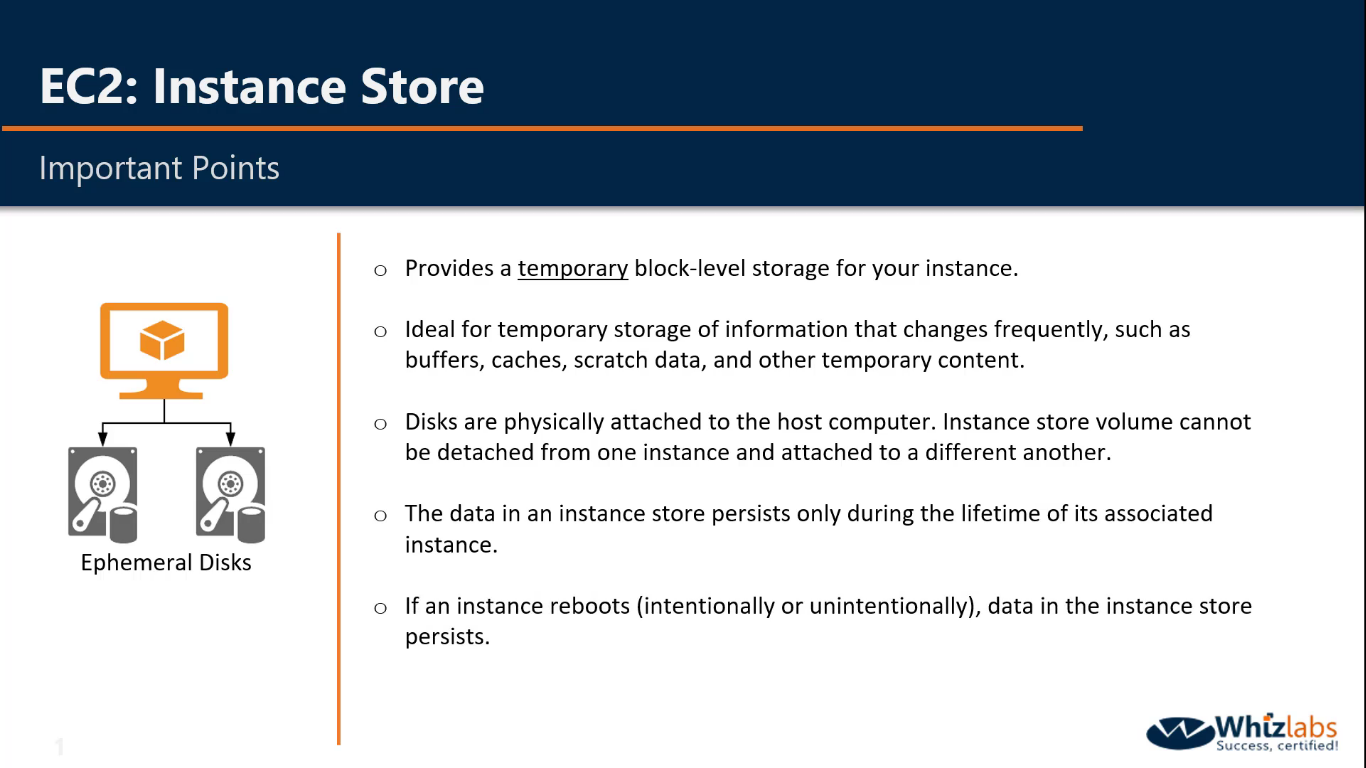 EC2: Instance Store
Important Points
Provides a temporary block-level storage for your instance.
Ideal for temporary storage of information that changes frequently, such as
buffers, caches, scratch data, and other temporary content.
Disks are physically attached to the host computer. Instance store volume cannot
be detached from one instance and attached to a different another.
The data in an instance store persists only during the lifetime of its associated
instance.
If an instance reboots (intentionally or unintentionally), data in the instance store
persists.
Ephemeral Disks
1
Whizlabs
Success, certified!